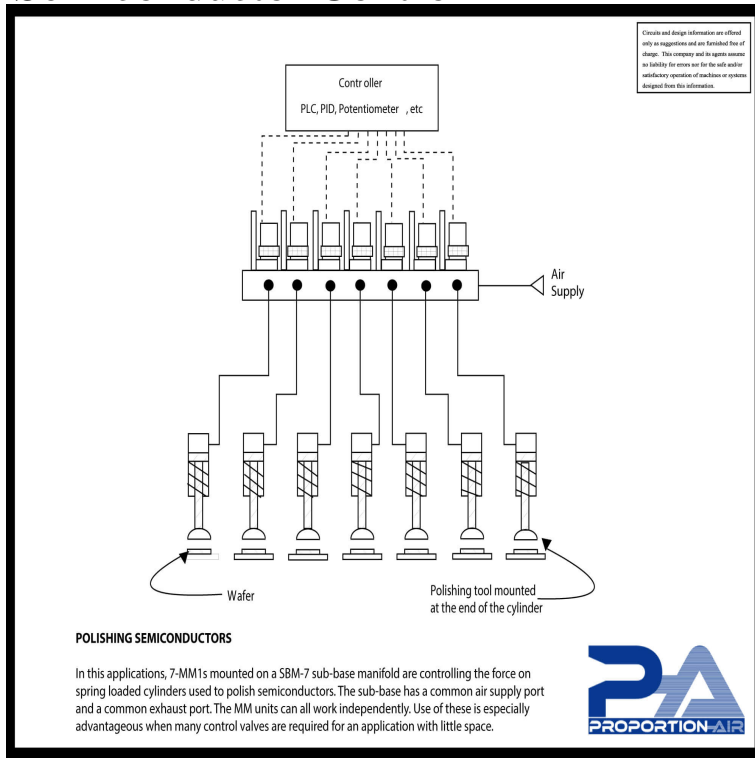 Circuits and design information are offered
only as suggestions and are furnished free of
charge. This company and its agents assume
no liability for errors nor for the safe and/or
satisfactory operation of machines or systems
designed from this information.
Contr oller
PLC, PID, Potentiometer , etc
Air
Supply
Wafer
Polishing tool mounted
at the end of the cylinder
POLISHING SEMICONDUCTORS
In this applications, 7-MM1s mounted on a SBM-7 sub-base manifold are controlling the force on
spring loaded cylinders used to polish semiconductors. The sub-base has a common air supply port
and a common exhaust port. The MM units can all work independently. Use of these is especially
advantageous when many control valves are required for an application with little space.
PA
PROPORTION-AIR